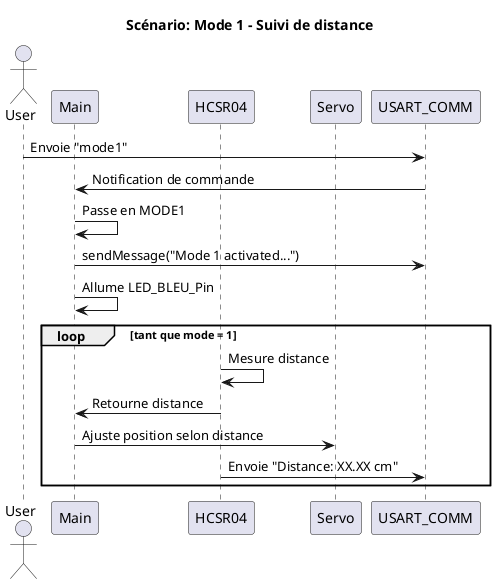 Scénario: Mode 1 - Suivi de distance
User
Main
HCSR04
Servo
USART_COMM
Envoie "mode1"
Notification de commande
Passe en MODE1
sendMessage("Mode 1 activated...")
Allume LED_BLEU_Pin
loop [tant que mode = 1]
Mesure distance
Retourne distance
Ajuste position selon distance
Envoie "Distance: XX.XX cm"
User
Main
HCSR04
Servo
USART_COMM